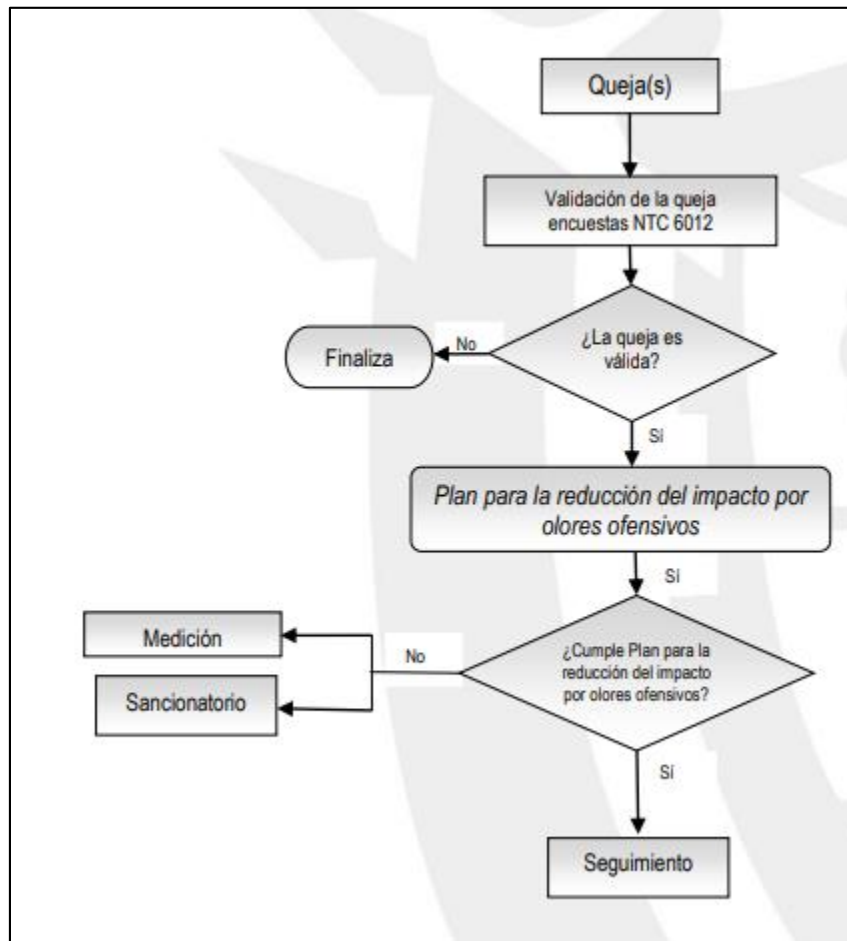 Queja(s)
Validación de la queja
encuestas NTC 6012
¿La queja es
válida?
No
Finaliza
Sí
Plan para la reducción del impacto por
olores ofensivos
Sí
¿Cumple Plan para la
reducción del impacto
por olores ofensivos?
No
Medición
Sancionatorio
Sí
Seguimiento